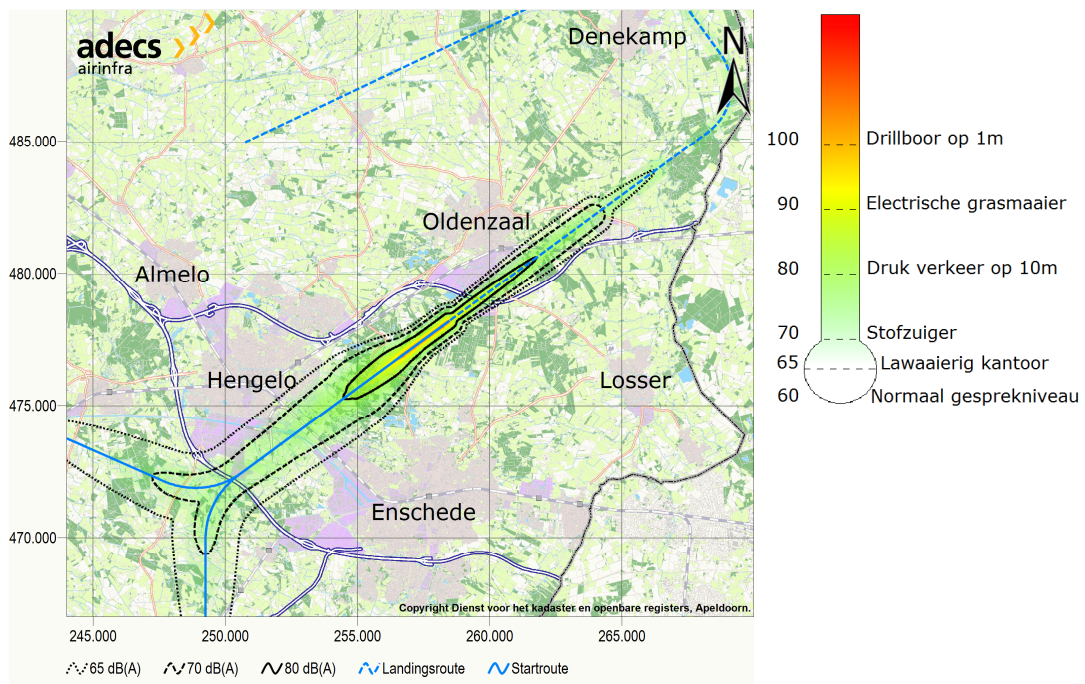 adecs
airinfra
Denekamp
N
485.000
Oldenzaal
480.000
Almelo
Hengelo
Losser
475.000
Enschede
470.000
Copyright Dienst voor het kadaster en openbare registers, Apeldoorn.
245.000 250.000 255.000 260.000 265.000
65 dB(A) 70 dB(A) 80 dB(A) Landingsroute Startroute
100 Drillboor op 1m
90 Electrische grasmaaier
80 Druk verkeer op 10m
70 Stofzuiger
65 Lawaaierig kantoor
60 Normaal gesprekniveau